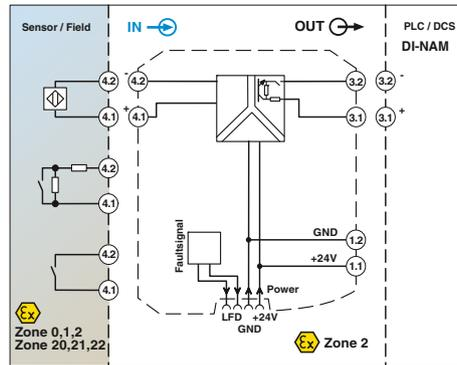 Sensor / Field
IN
OUT
PLC / DCS
DI-NAM
4.2
4.2
-
3.2
3.2
-
4.1
+
4.1
3.1
3.1
+
4.2
4.1
4.2
4.1
GND
1.2
+24V
1.1
Faultsignal
Power
LFD
+24V
GND
Ex
Zone 0,1,2
Zone 20,21,22
Ex
Zone 2